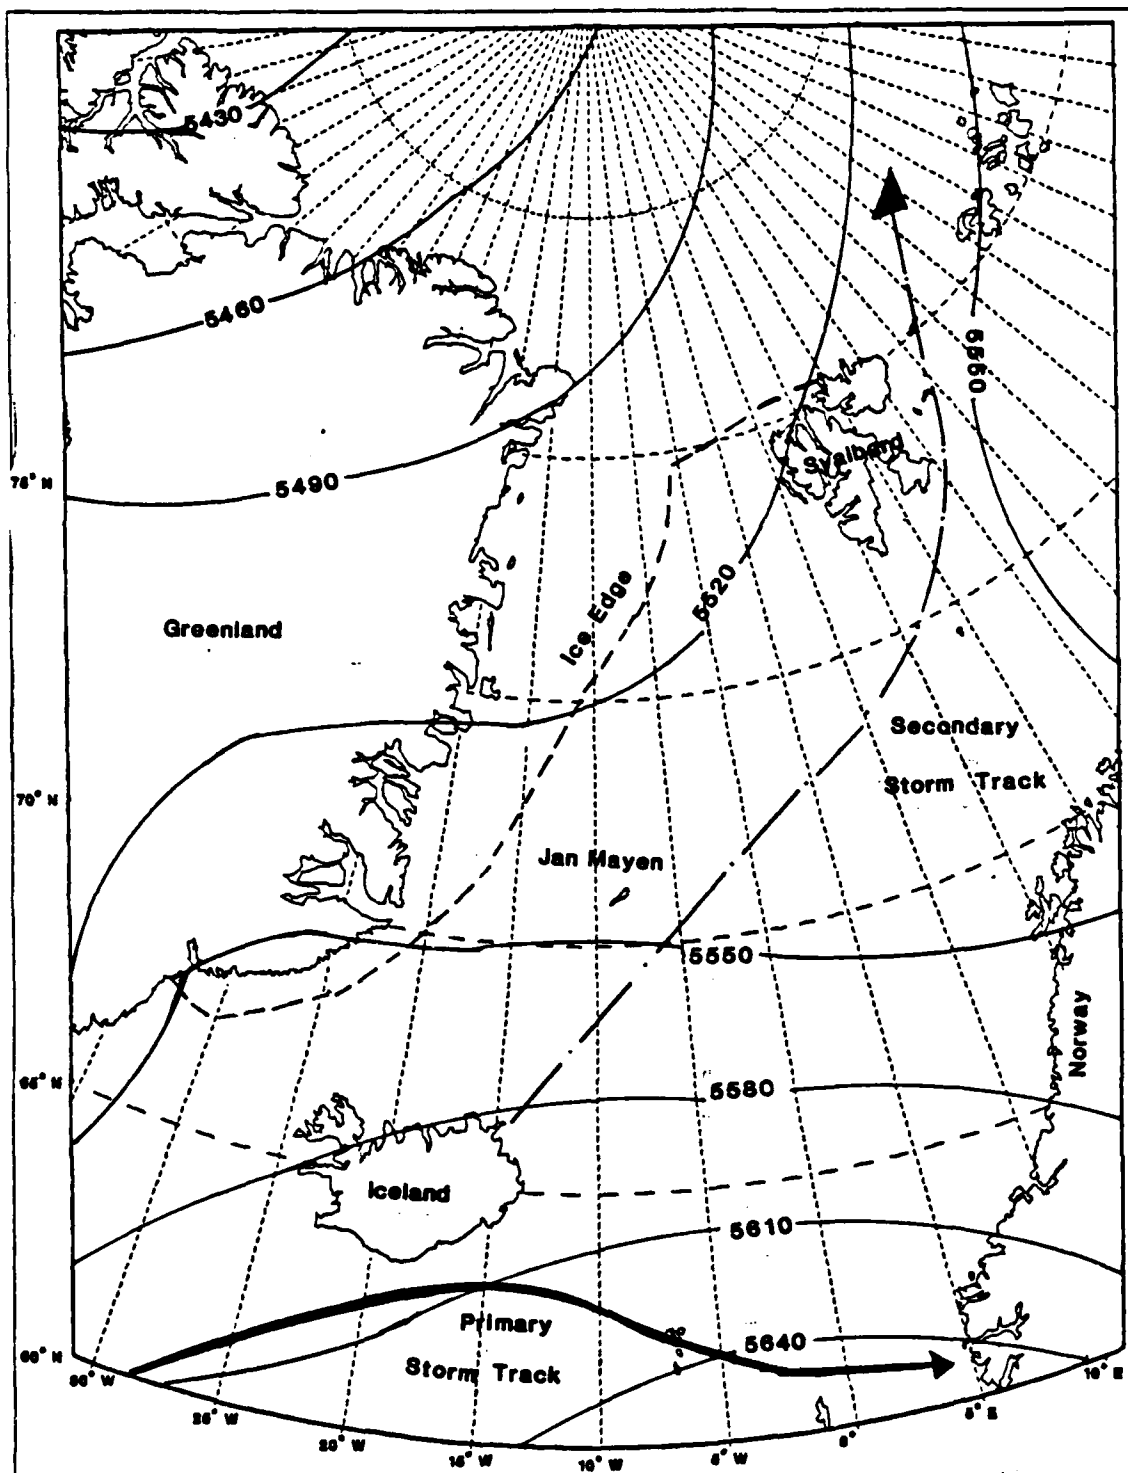 5430
5460
5550
5490
75° N
Svalbard
5520
Ice Edge
Greenland
Secondary
Storm Track
70° N
Jan Mayen
5550
Norway
65° N
5580
Iceland
5610
Primary
Storm Track
5640
60° N
30° W
25° W
20° W
15° W
10° W
5° W
0°
5° E
10° E